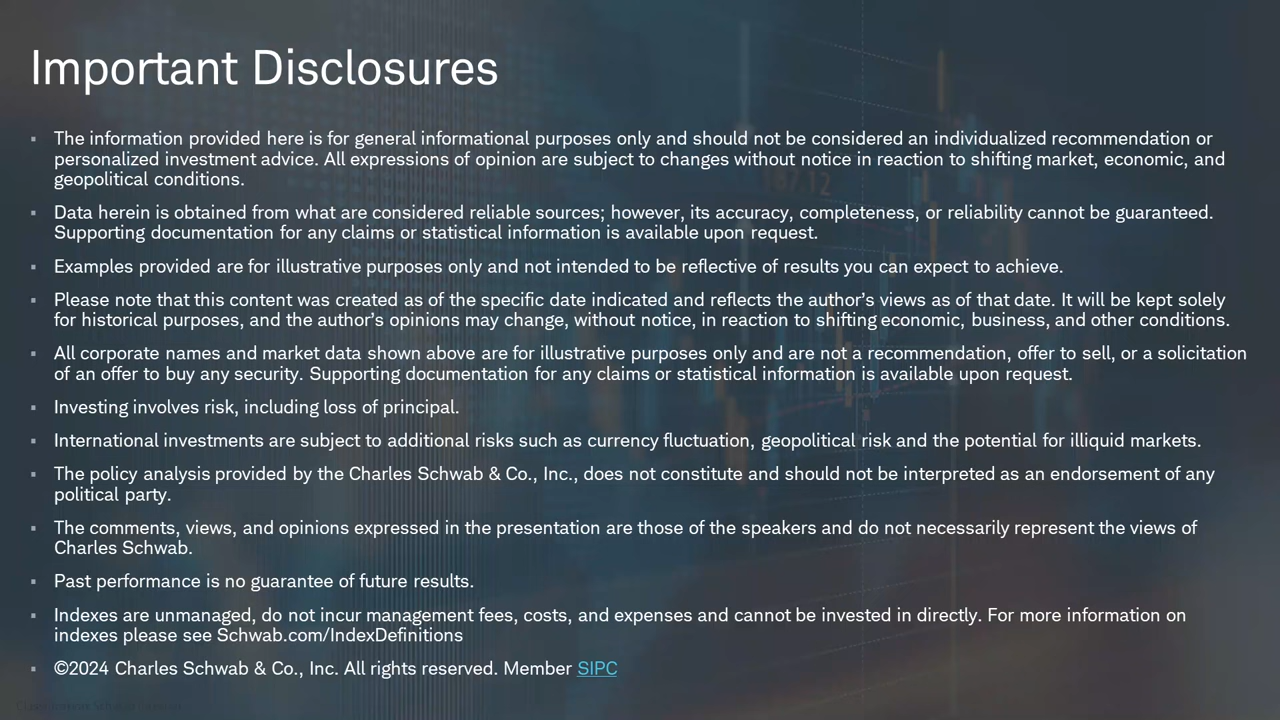 Important Disclosures
▪ The information provided here is for general informational purposes only and should not be considered an individualized recommendation or
personalized investment advice. All expressions of opinion are subject to changes without notice in reaction to shifting market, economic, and
geopolitical conditions.
▪ Data herein is obtained from what are considered reliable sources; however, its accuracy, completeness, or reliability cannot be guaranteed.
Supporting documentation for any claims or statistical information is available upon request.
▪ Examples provided are for illustrative purposes only and not intended to be reflective of results you can expect to achieve.
▪ Please note that this content was created as of the specific date indicated and reflects the author’s views as of that date. It will be kept solely
for historical purposes, and the author’s opinions may change, without notice, in reaction to shifting economic, business, and other conditions.
▪ All corporate names and market data shown above are for illustrative purposes only and are not a recommendation, offer to sell, or a solicitation
of an offer to buy any security. Supporting documentation for any claims or statistical information is available upon request.
▪ Investing involves risk, including loss of principal.
▪ International investments are subject to additional risks such as currency fluctuation, geopolitical risk and the potential for illiquid markets.
▪ The policy analysis provided by the Charles Schwab & Co., Inc., does not constitute and should not be interpreted as an endorsement of any
political party.
▪ The comments, views, and opinions expressed in the presentation are those of the speakers and do not necessarily represent the views of
Charles Schwab.
▪ Past performance is no guarantee of future results.
▪ Indexes are unmanaged, do not incur management fees, costs, and expenses and cannot be invested in directly. For more information on
indexes please see Schwab.com/IndexDefinitions
▪ ©2024 Charles Schwab & Co., Inc. All rights reserved. Member SIPC